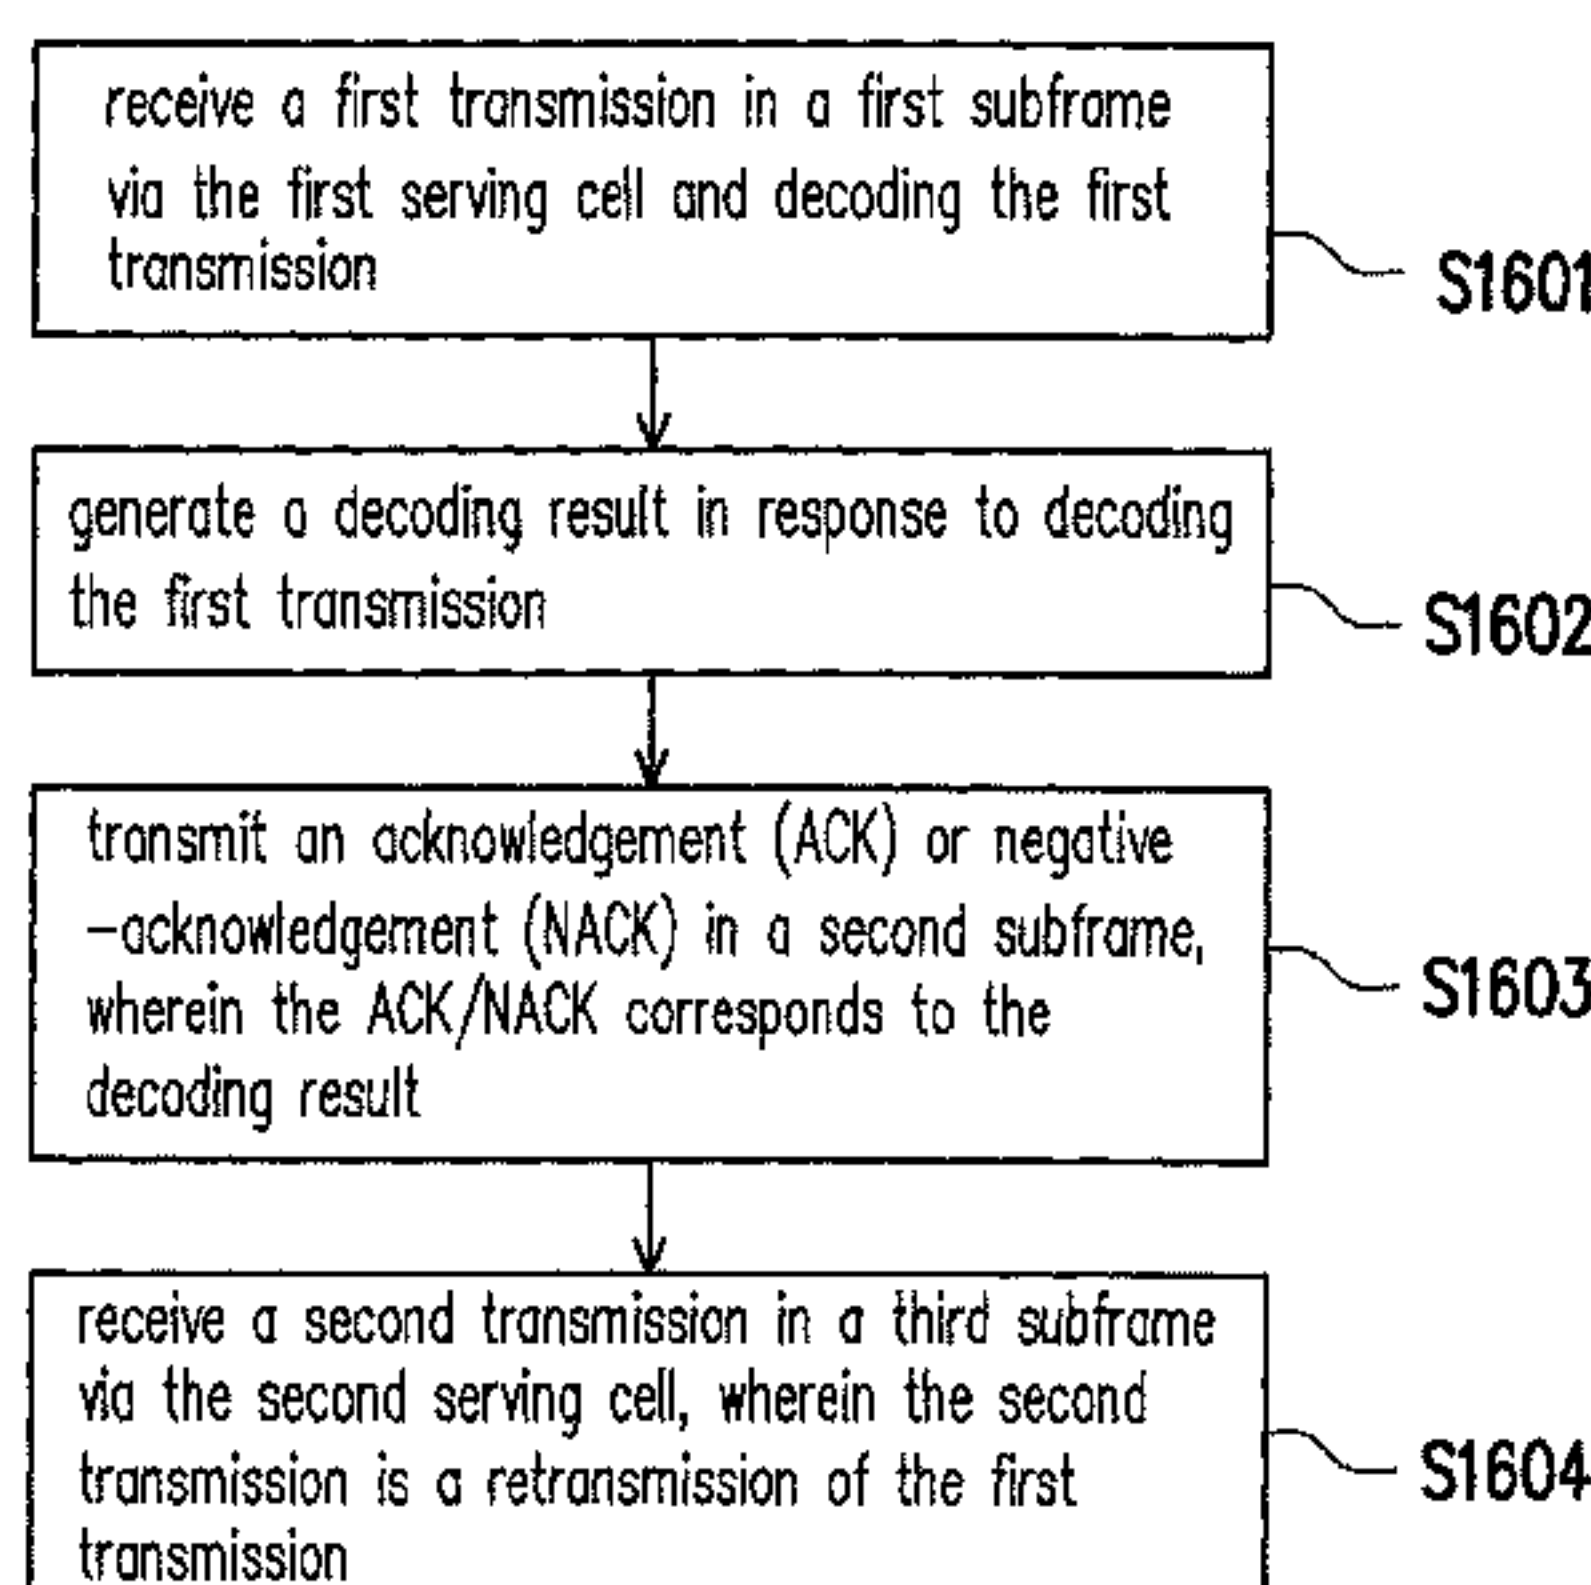 receive a first transmission in a first subframe
via the first serving cell and decoding the first
transmission
S1601
generate a decoding result in response to decoding
the first transmission
S1602
transmit an acknowledgement (ACK) or negative
-acknowledgement (NACK) in a second subframe,
wherein the ACK/NACK corresponds to the
decoding result
S1603
receive a second transmission in a third subframe
via the second serving cell, wherein the second
transmission is a retransmission of the first
transmission
S1604